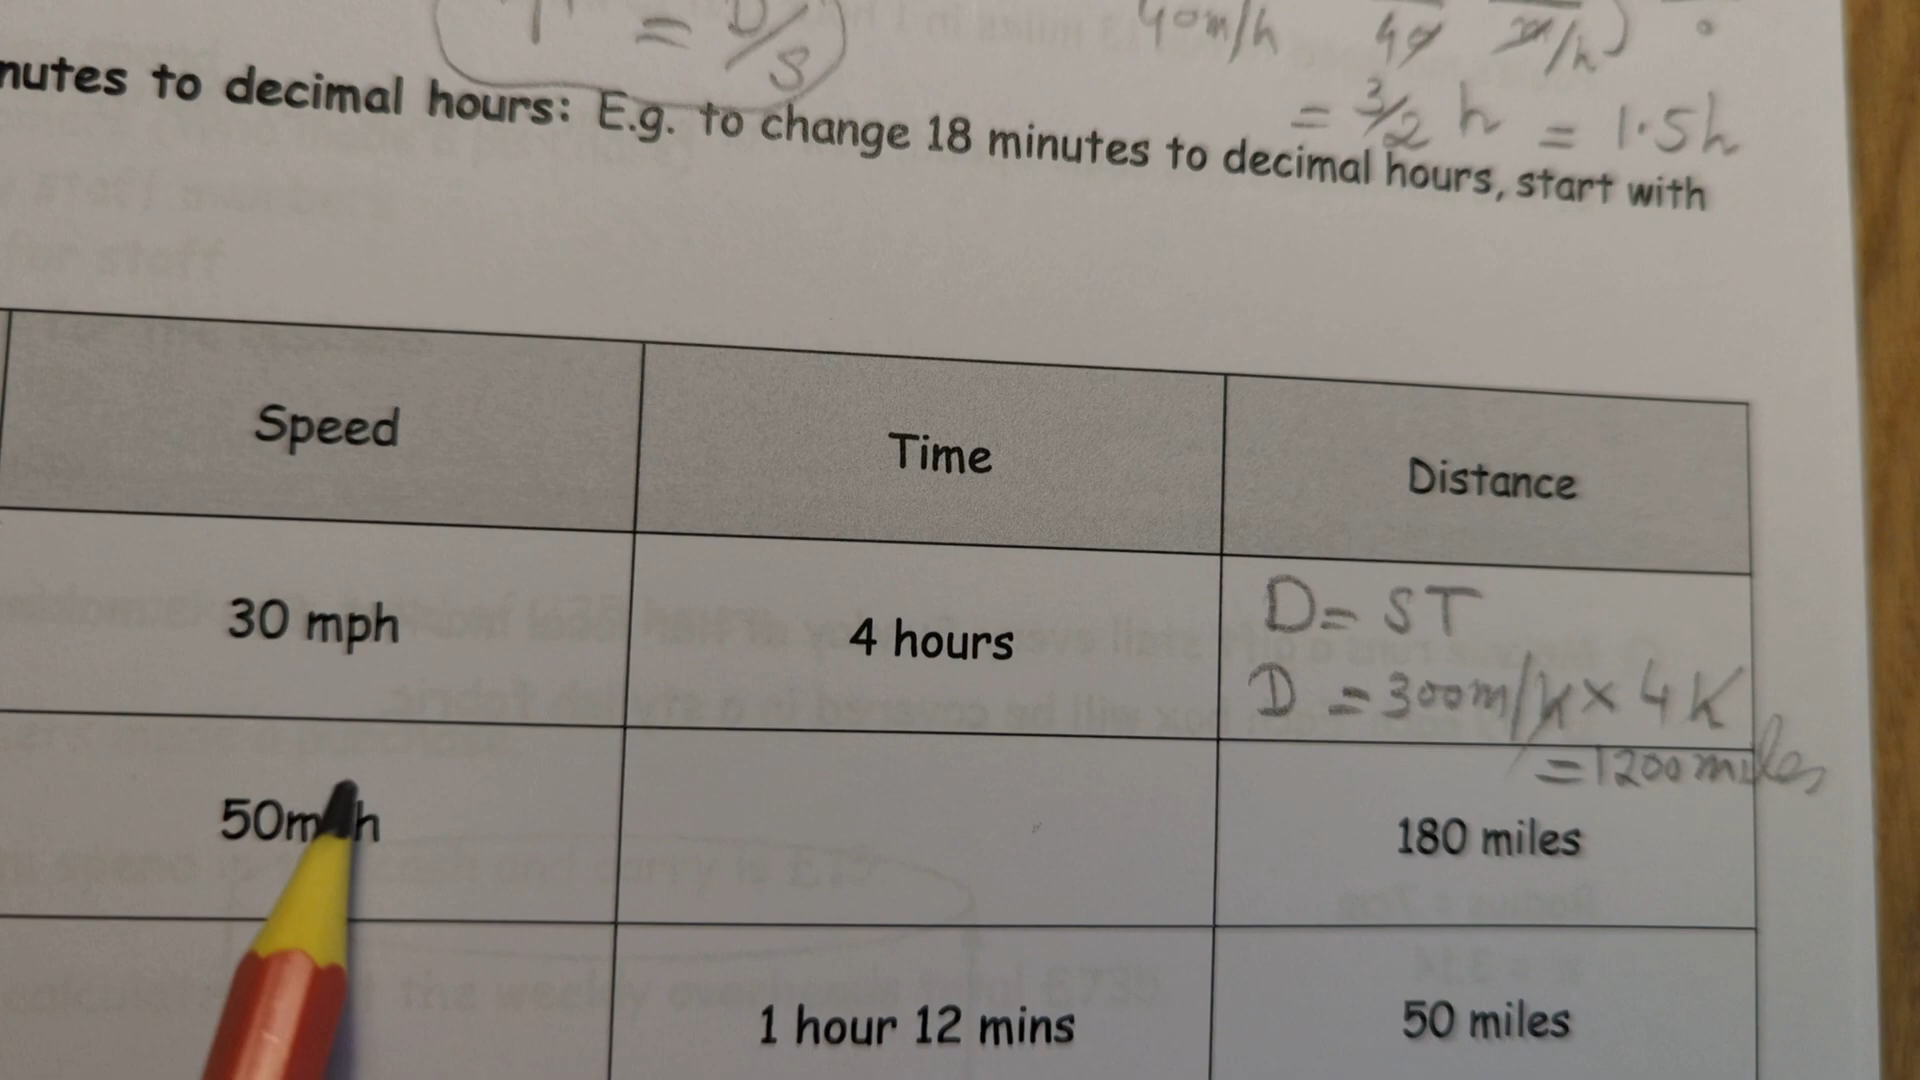 T = D/S
40m/h
= 3/2 h = 1.5h
nutes to decimal hours: E.g. to change 18 minutes to decimal hours, start with
Speed Time Distance
30 mph 4 hours D = ST
D = 300m/h × 4h
= 1200 miles
50m h 180 miles
1 hour 12 mins 50 miles